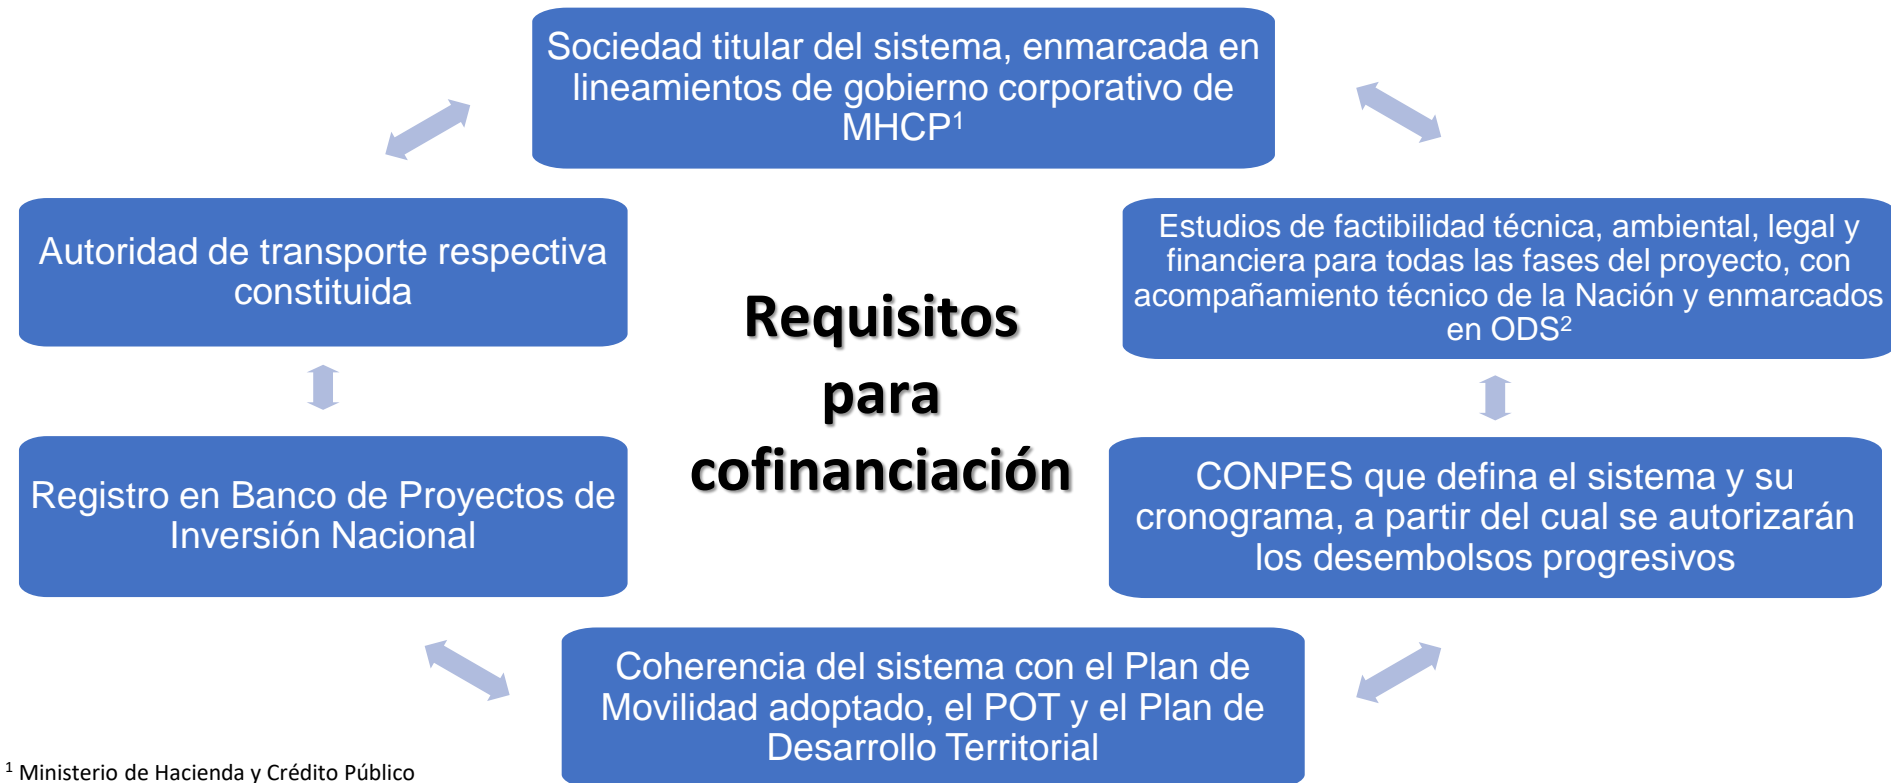 Sociedad titular del sistema, enmarcada en
lineamientos de gobierno corporativo de
MHCP¹
Estudios de factibilidad técnica, ambiental, legal y
financiera para todas las fases del proyecto, con
acompañamiento técnico de la Nación y enmarcados
en ODS²
CONPES que defina el sistema y su
cronograma, a partir del cual se autorizarán
los desembolsos progresivos
Coherencia del sistema con el Plan de
Movilidad adoptado, el POT y el Plan de
Desarrollo Territorial
Registro en Banco de Proyectos de
Inversión Nacional
Autoridad de transporte respectiva
constituida
Requisitos
para
cofinanciación
¹ Ministerio de Hacienda y Crédito Público